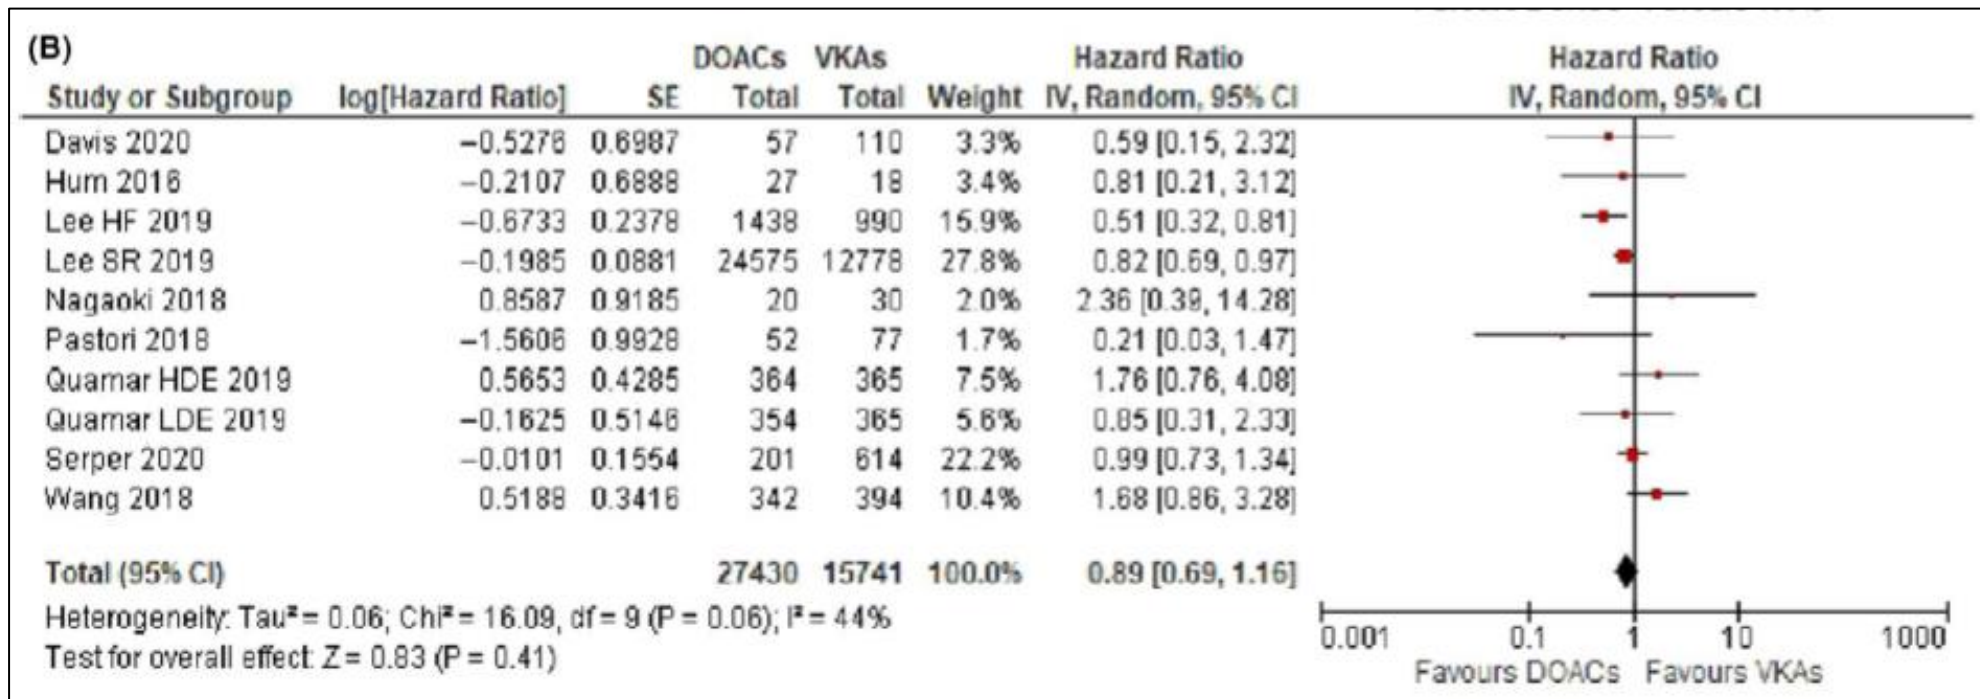 (B)
DOACs VKAs Hazard Ratio Hazard Ratio
Study or Subgroup log[Hazard Ratio] SE Total Total Weight IV, Random, 95% CI IV, Random, 95% CI
Davis 2020 −0.5276 0.6987 57 110 3.3% 0.59 [0.15, 2.32]
Hum 2016 −0.2107 0.6888 27 18 3.4% 0.81 [0.21, 3.12]
Lee HF 2019 −0.6733 0.2378 1438 990 15.9% 0.51 [0.32, 0.81]
Lee SR 2019 −0.1985 0.0881 24575 12778 27.8% 0.82 [0.69, 0.97]
Nagaoki 2018 0.8587 0.9185 20 30 2.0% 2.36 [0.39, 14.28]
Pastori 2018 −1.5606 0.9928 52 77 1.7% 0.21 [0.03, 1.47]
Quamar HDE 2019 0.5653 0.4285 364 365 7.5% 1.76 [0.76, 4.08]
Quamar LDE 2019 −0.1625 0.5146 354 365 5.6% 0.85 [0.31, 2.33]
Serper 2020 −0.0101 0.1554 201 614 22.2% 0.99 [0.73, 1.34]
Wang 2018 0.5188 0.3416 342 394 10.4% 1.68 [0.86, 3.28]
Total (95% CI) 27430 15741 100.0% 0.89 [0.69, 1.16]
Heterogeneity: Tau² = 0.06; Chi² = 16.09, df = 9 (P = 0.06); I² = 44%
Test for overall effect: Z = 0.83 (P = 0.41)
0.001 0.1 1 10 1000
Favours DOACs Favours VKAs